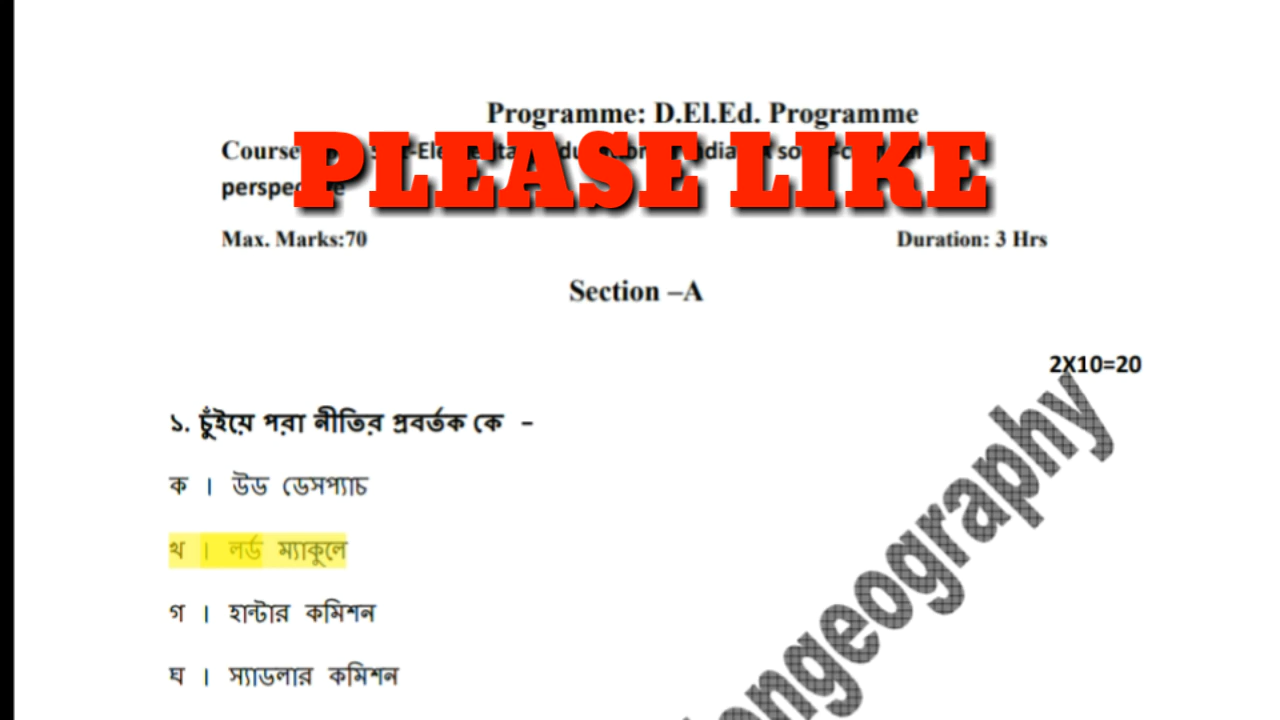 Programme: D.El.Ed. Programme
Course
PLEASE LIKE
Max. Marks:70
Duration: 3 Hrs
Section –A
2X10=20
১. চুঁইয়ে পরা নীতির প্রবর্তক কে –
ক । উড ডেসপ্যাচ
খ । লর্ড ম্যাকুলে
গ । হান্টার কমিশন
ঘ । স্যাডলার কমিশন